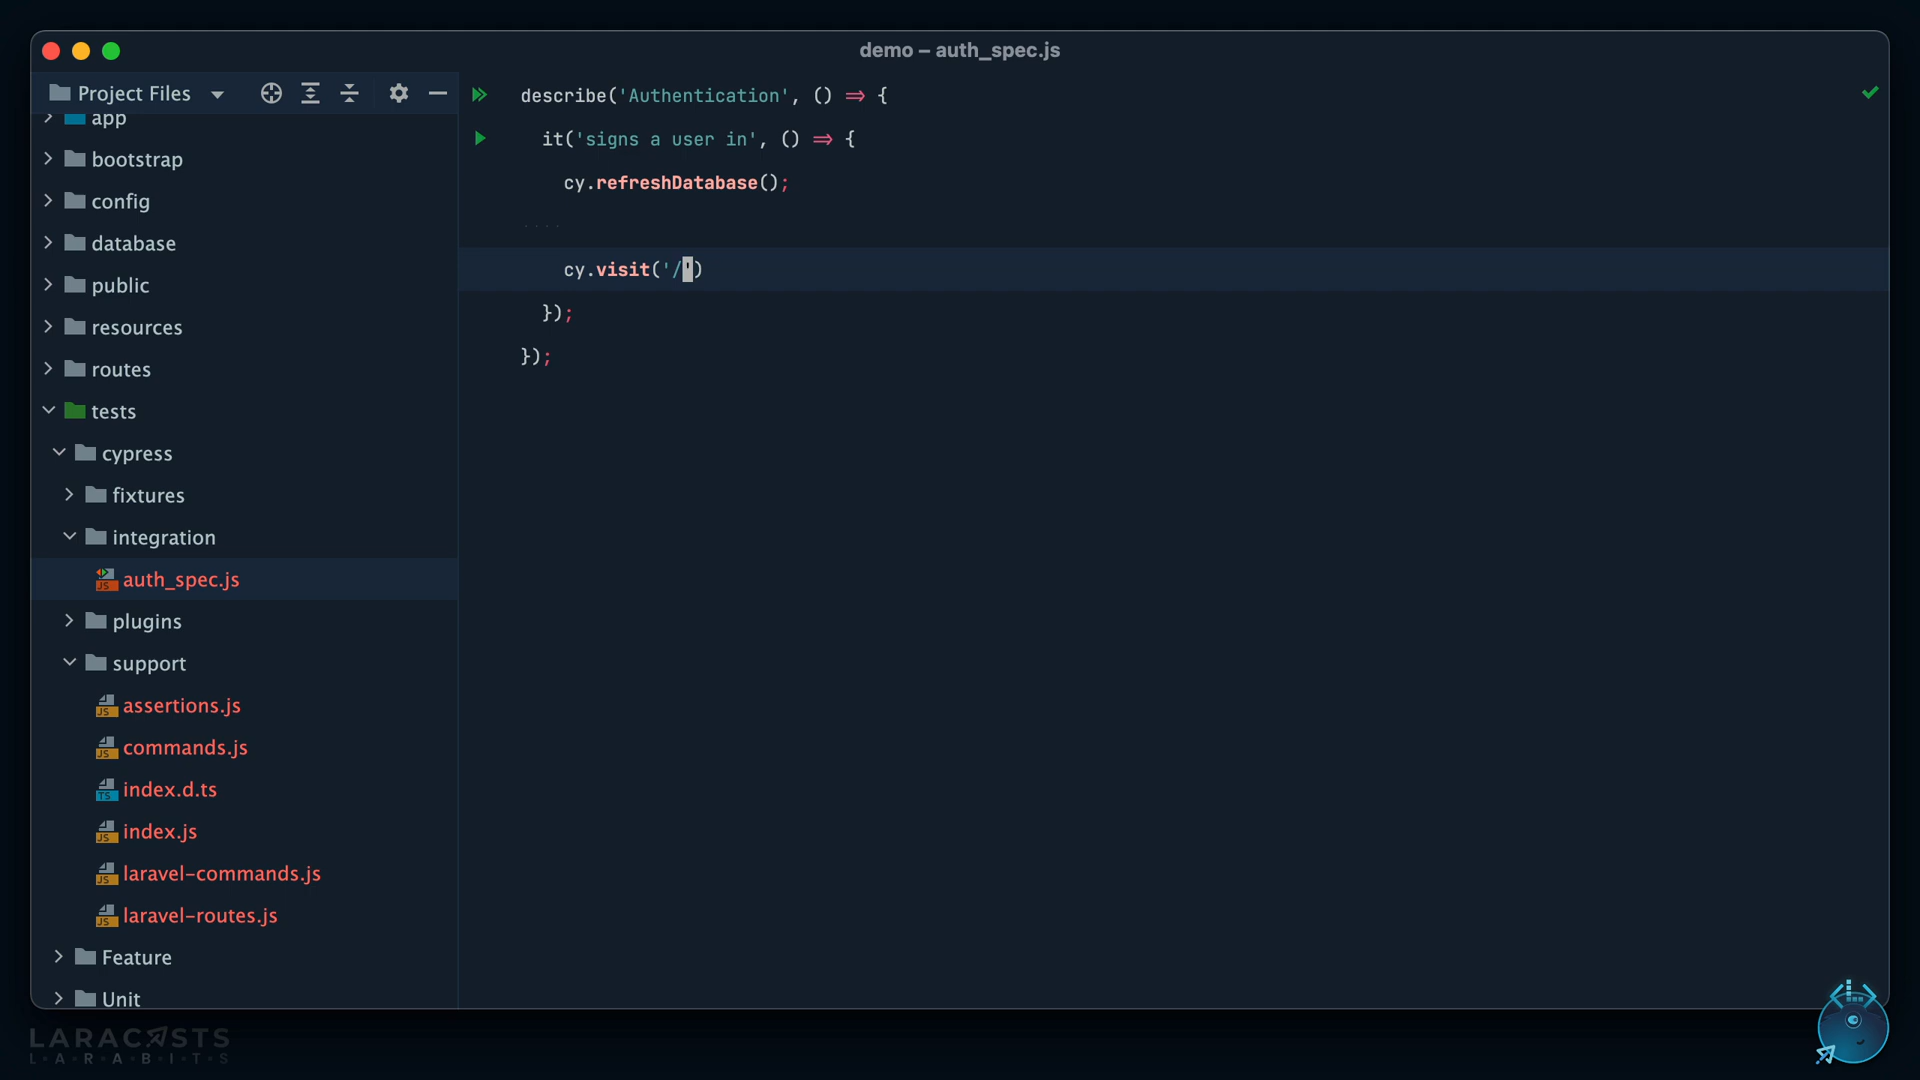 demo – auth_spec.js
Project Files
app
bootstrap
config
database
public
resources
routes
tests
cypress
fixtures
integration
auth_spec.js
plugins
support
assertions.js
commands.js
index.d.ts
index.js
laravel-commands.js
laravel-routes.js
Feature
Unit
describe('Authentication', () => {
it('signs a user in', () => {
cy.refreshDatabase();
cy.visit('/')
});
});
LARACASTS
LARABITS